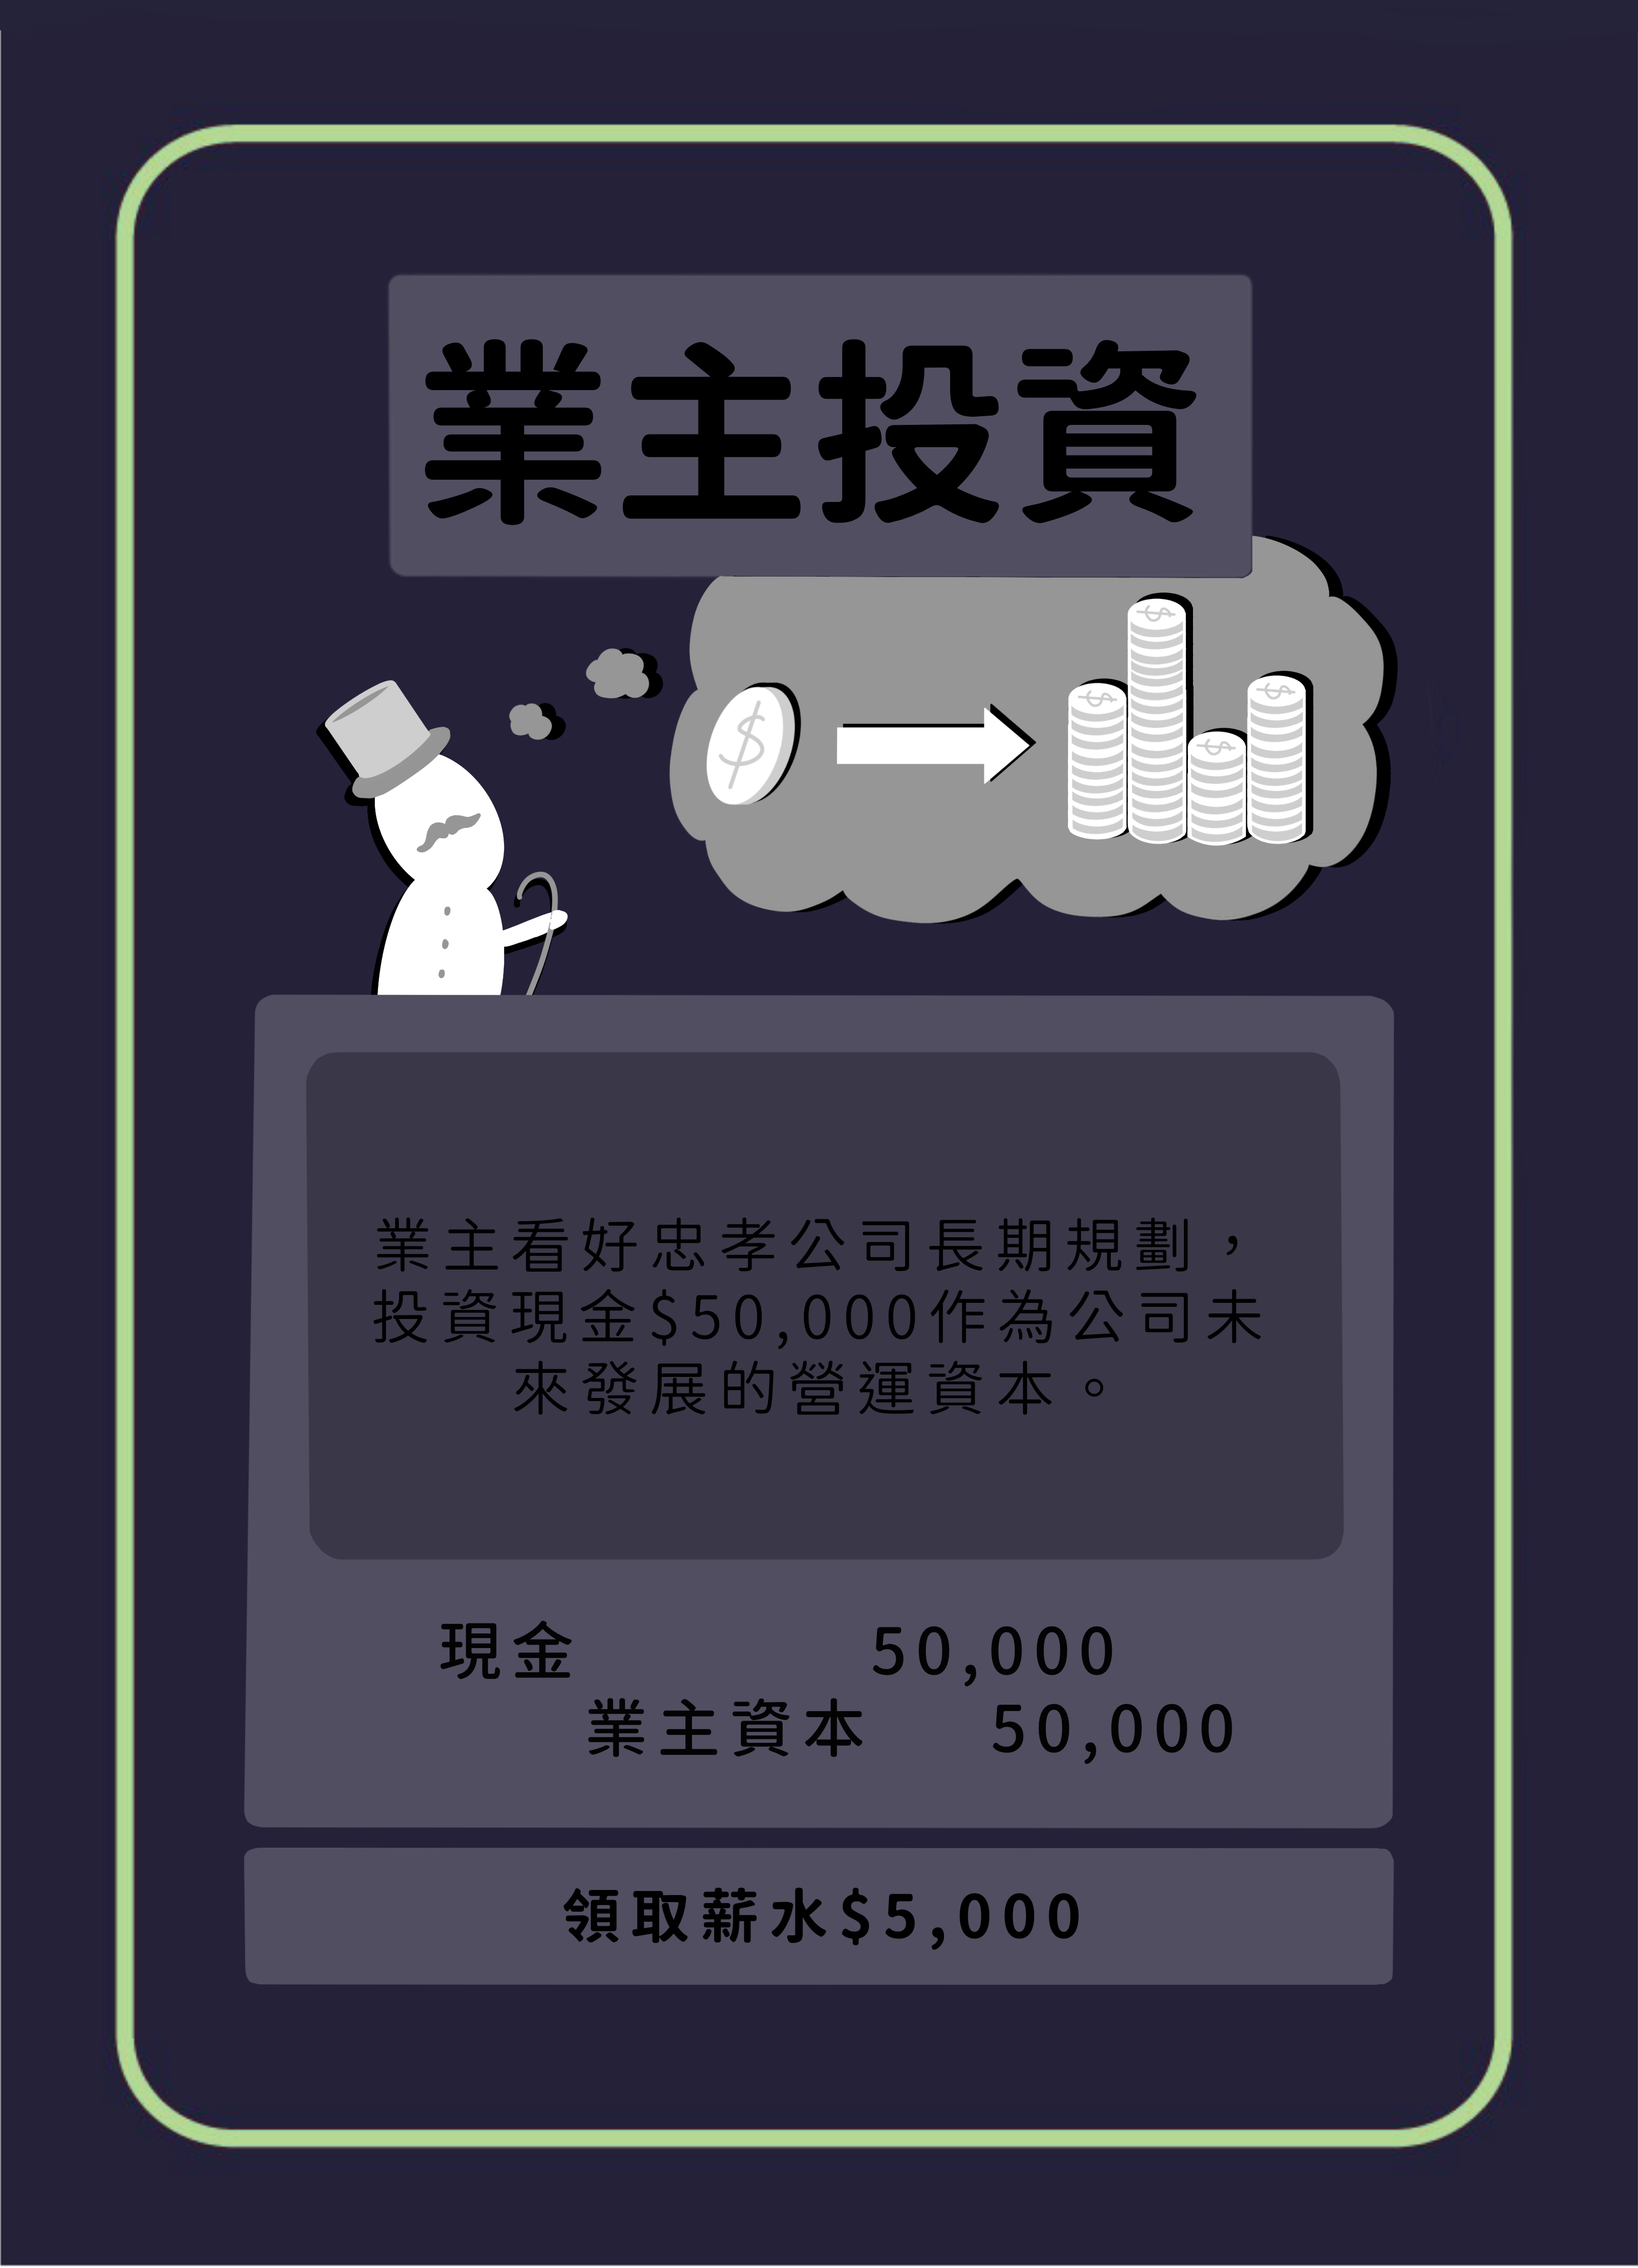 業主投資
業主看好忠孝公司長期規劃，
投資現金$50,000作為公司未
來發展的營運資本。
現金 50,000
業主資本 50,000
領取薪水$5,000